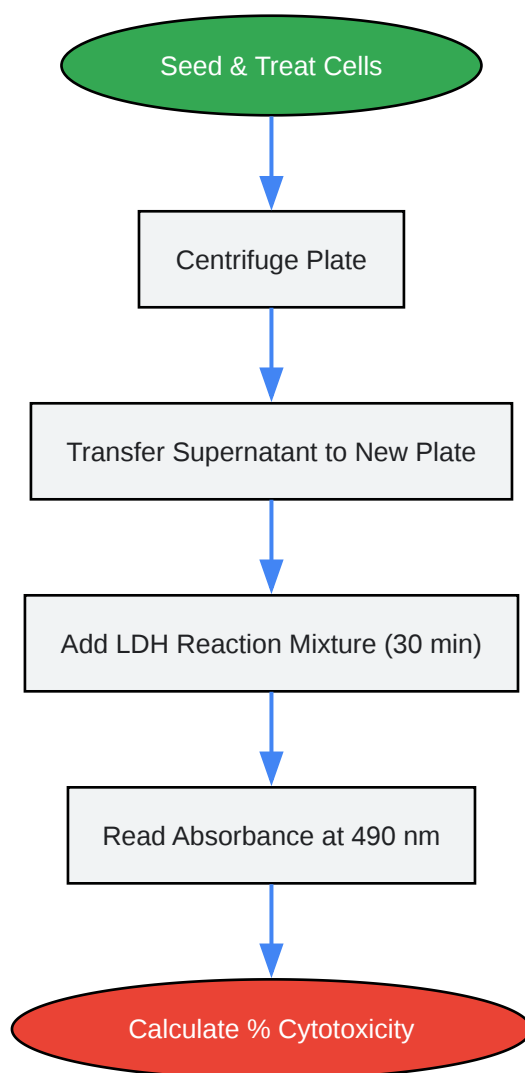 Seed & Treat Cells
Centrifuge Plate
Transfer Supernatant to New Plate
Add LDH Reaction Mixture (30 min)
Read Absorbance at 490 nm
Calculate % Cytotoxicity